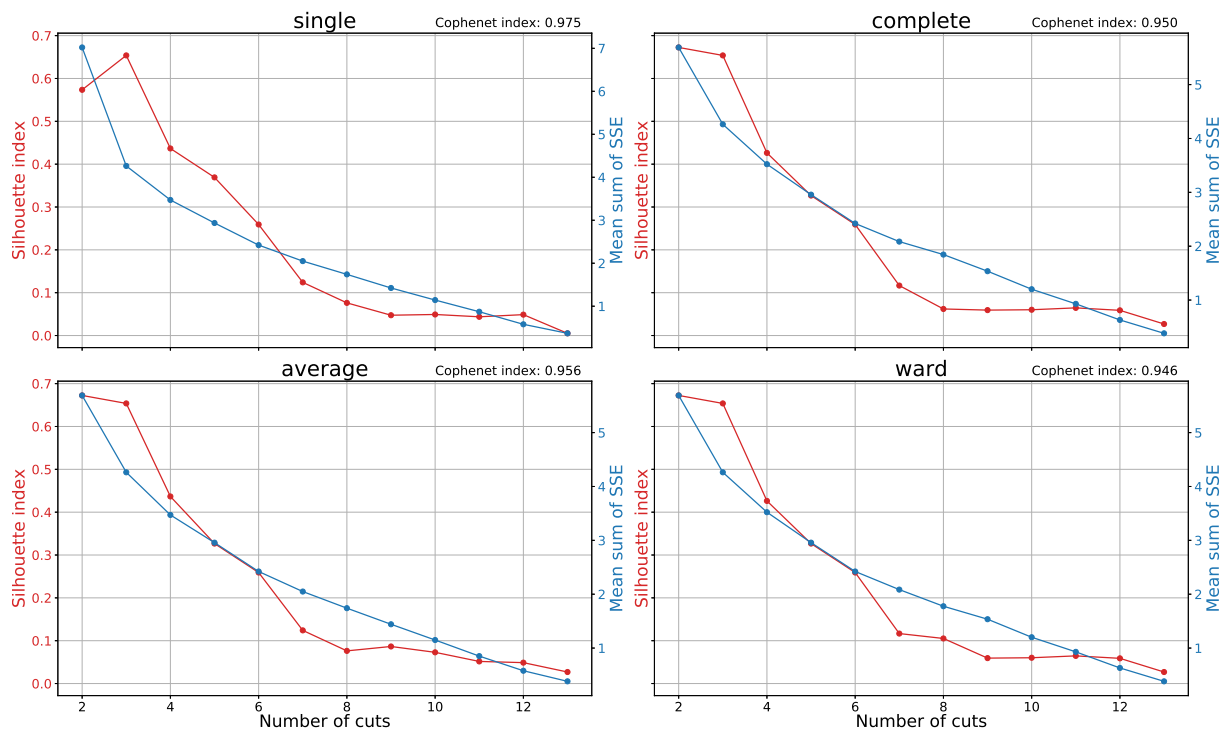 single
Cophenet index: 0.975
0.7
0.6
0.5
0.4
0.3
0.2
0.1
0.0
Silhouette index
7
6
5
4
3
2
1
Mean sum of SSE
complete
Cophenet index: 0.950
Silhouette index
5
4
3
2
1
Mean sum of SSE
average
Cophenet index: 0.956
0.7
0.6
0.5
0.4
0.3
0.2
0.1
0.0
Silhouette index
5
4
3
2
1
Mean sum of SSE
2 4 6 8 10 12
Number of cuts
ward
Cophenet index: 0.946
Silhouette index
5
4
3
2
1
Mean sum of SSE
2 4 6 8 10 12
Number of cuts